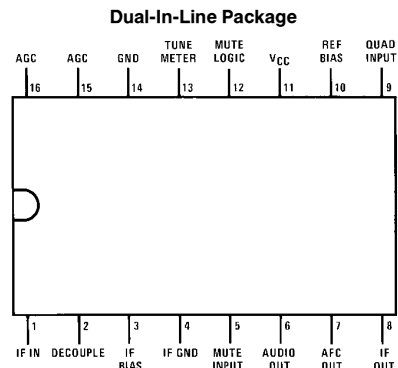 Dual-In-Line Package
AGC AGC GND TUNE METER MUTE LOGIC VCC REF BIAS QUAD INPUT
16 15 14 13 12 11 10 9
1 2 3 4 5 6 7 8
IF IN DECOUPLE IF BIAS IF GND MUTE INPUT AUDIO OUT AFC OUT IF OUT